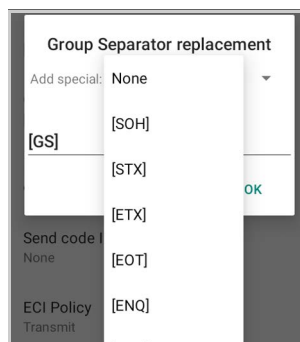 Group Separator replacement
Add special: None
[SOH]
[GS]
[STX]
[ETX]
OK
Send code I
None
[EOT]
ECI Policy
Transmit
[ENQ]